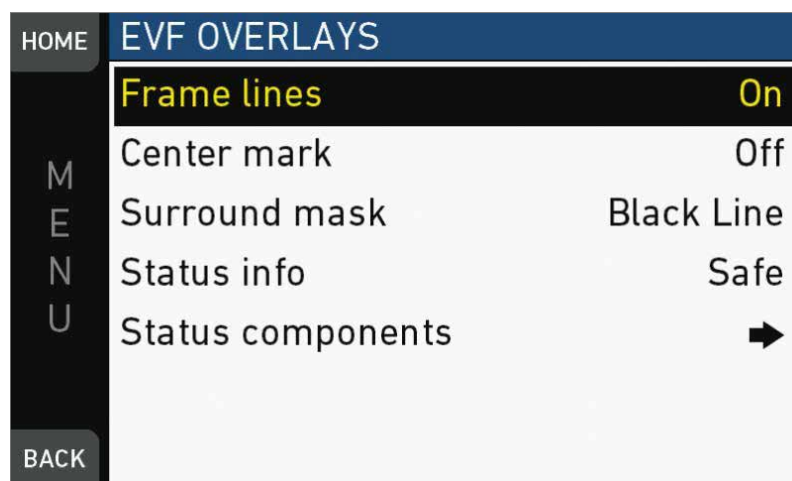 HOME
EVF OVERLAYS
Frame lines On
Center mark Off
Surround mask Black Line
Status info Safe
Status components
MENU
BACK